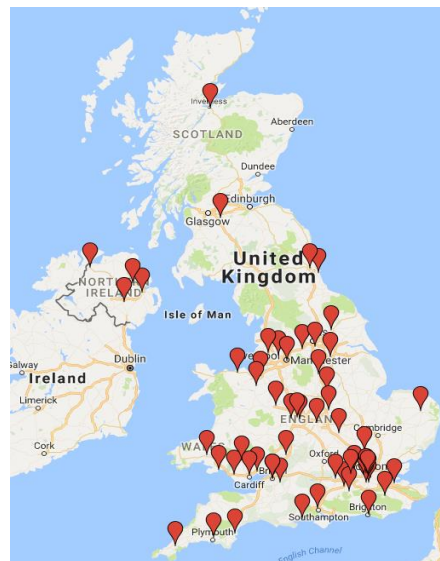 Inverness
Aberdeen
SCOTLAND
Dundee
Edinburgh
Glasgow
United
Kingdom
NORTHERN
IRELAND
Isle of Man
Dublin
Manchester
Ireland
Galway
Limerick
ENGLAND
Cambridge
Cork
WALES
Oxford
Cardiff
Southampton
Brighton
Plymouth
English Channel